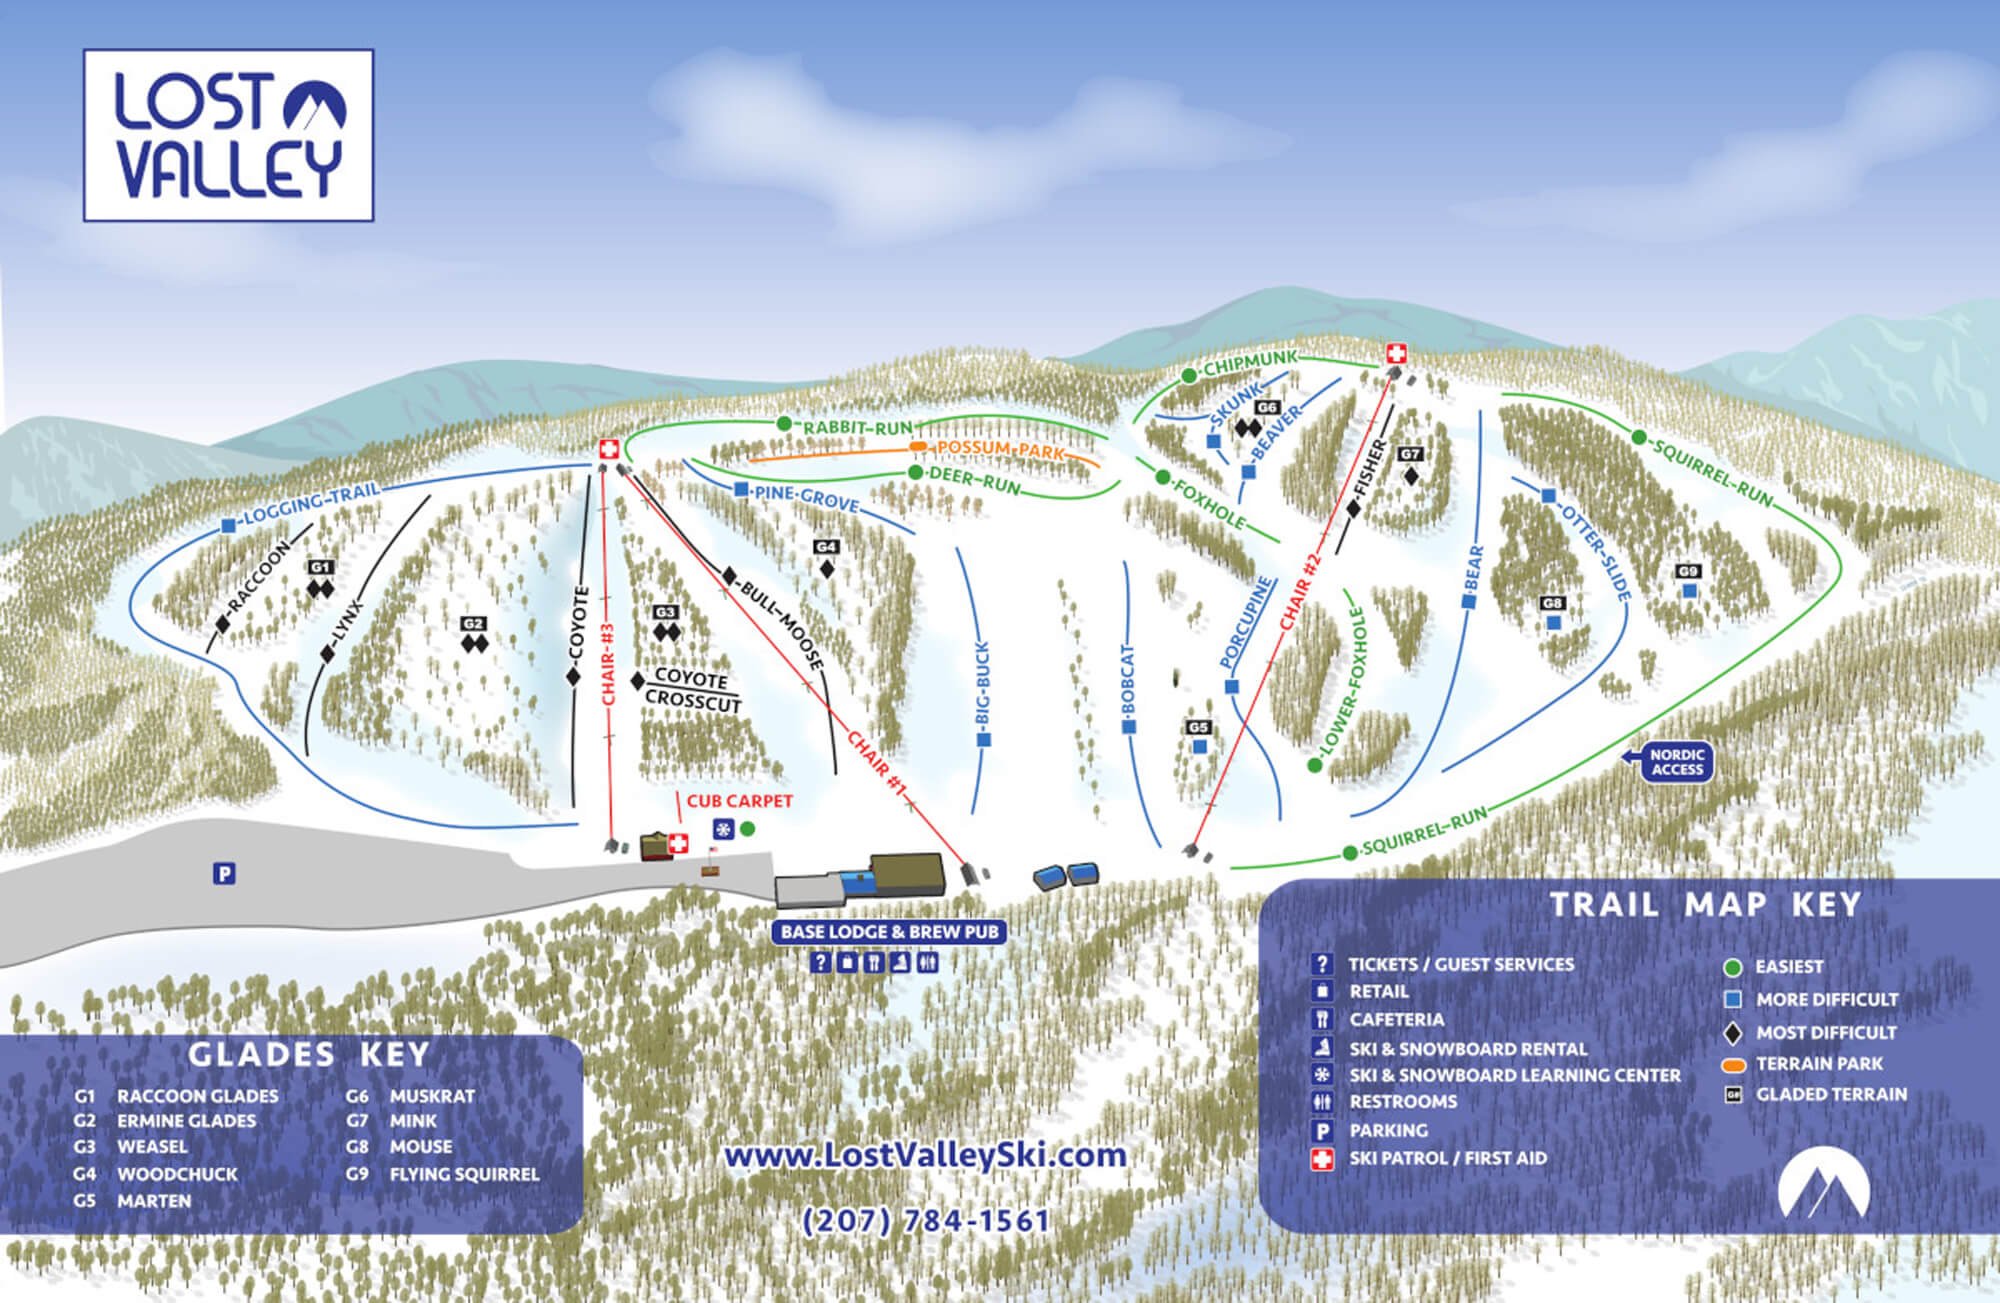 LOST
VALLEY
CHIPMUNK
SKUNK
G6
BEAVER
RABBIT-RUN
POSSUM-PARK
DEER-RUN
PINE-GROVE
FOXHOLE
FISHER
G7
SQUIRREL-RUN
LOGGING-TRAIL
RACCOON
G1
LYNX
G2
COYOTE
CHAIR-#3
G3
COYOTE
CROSSCUT
BULL-MOOSE
G4
CHAIR #1
BIG-BUCK
BOBCAT
G5
PORCUPINE
CHAIR #2
LOWER-FOXHOLE
BEAR
OTTER-SLIDE
G8
G9
NORDIC
ACCESS
SQUIRREL-RUN
CUB CARPET
P
BASE LODGE & BREW PUB
?
GLADES KEY
G1 RACCOON GLADES
G2 ERMINE GLADES
G3 WEASEL
G4 WOODCHUCK
G5 MARTEN
G6 MUSKRAT
G7 MINK
G8 MOUSE
G9 FLYING SQUIRREL
www.LostValleySki.com
(207) 784-1561
TRAIL MAP KEY
? TICKETS / GUEST SERVICES
RETAIL
CAFETERIA
SKI & SNOWBOARD RENTAL
SKI & SNOWBOARD LEARNING CENTER
RESTROOMS
P PARKING
SKI PATROL / FIRST AID
EASIEST
MORE DIFFICULT
MOST DIFFICULT
TERRAIN PARK
G# GLADED TERRAIN